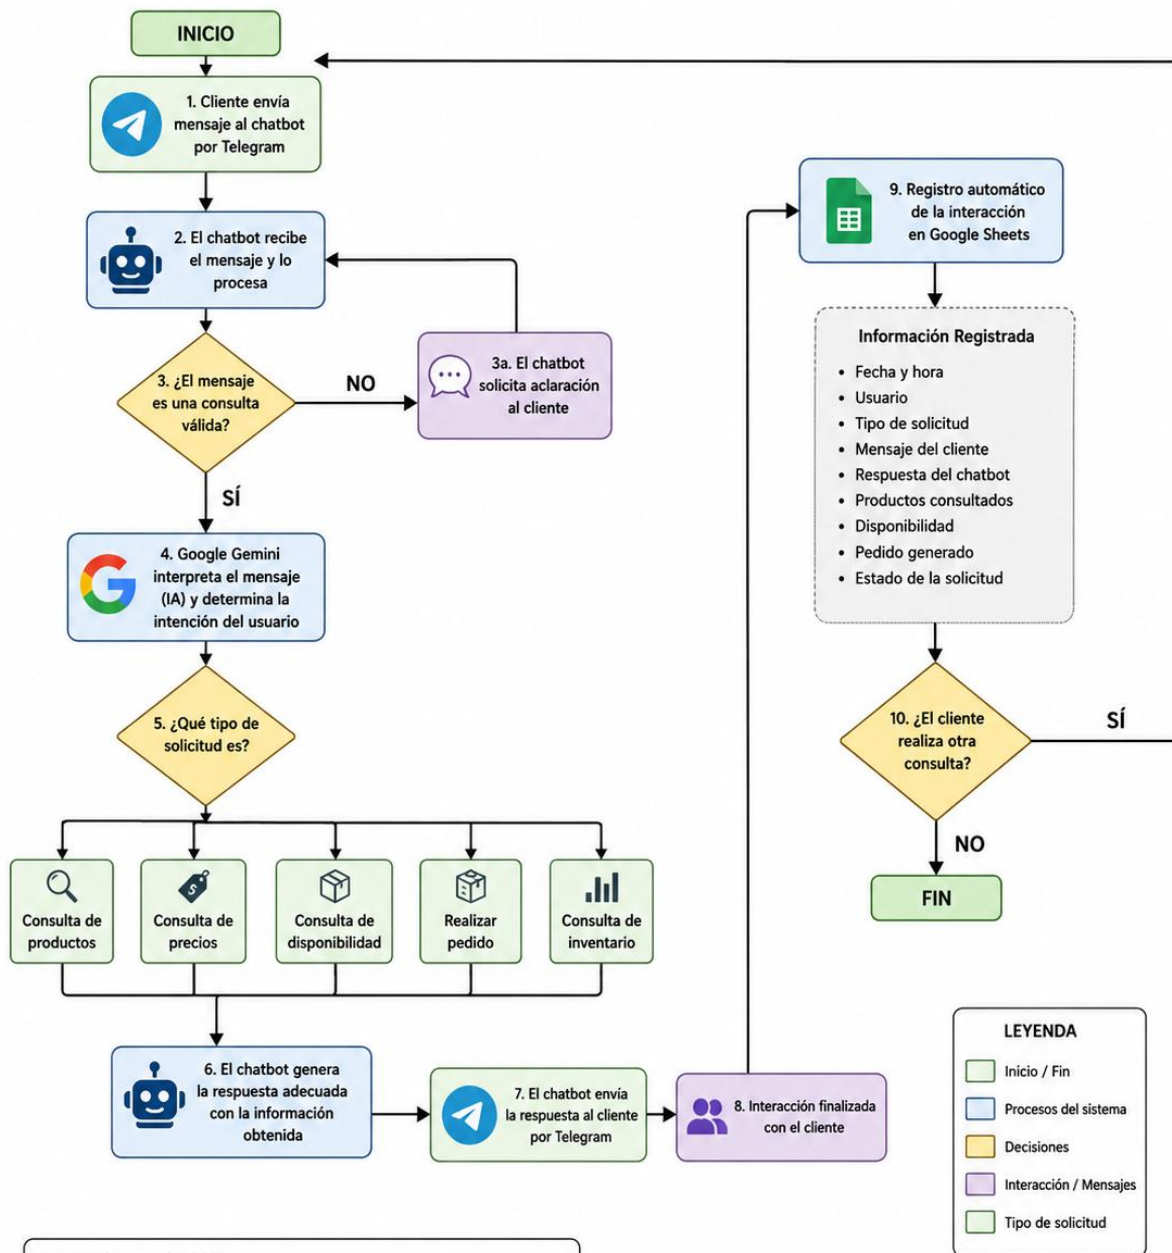 INICIO
1. Cliente envía
mensaje al chatbot
por Telegram
2. El chatbot recibe
el mensaje y lo
procesa
3. ¿El mensaje
es una consulta
válida?
NO
3a. El chatbot
solicita aclaración
al cliente
SÍ
4. Google Gemini
interpreta el mensaje
(IA) y determina la
intención del usuario
5. ¿Qué tipo de
solicitud es?
Consulta de
productos
Consulta de
precios
Consulta de
disponibilidad
Realizar
pedido
Consulta de
inventario
6. El chatbot genera
la respuesta adecuada
con la información
obtenida
7. El chatbot envía
la respuesta al cliente
por Telegram
8. Interacción finalizada
con el cliente
9. Registro automático
de la interacción
en Google Sheets
Información Registrada
• Fecha y hora
• Usuario
• Tipo de solicitud
• Mensaje del cliente
• Respuesta del chatbot
• Productos consultados
• Disponibilidad
• Pedido generado
• Estado de la solicitud
10. ¿El cliente
realiza otra
consulta?
SÍ
NO
FIN
LEYENDA
Inicio / Fin
Procesos del sistema
Decisiones
Interacción / Mensajes
Tipo de solicitud